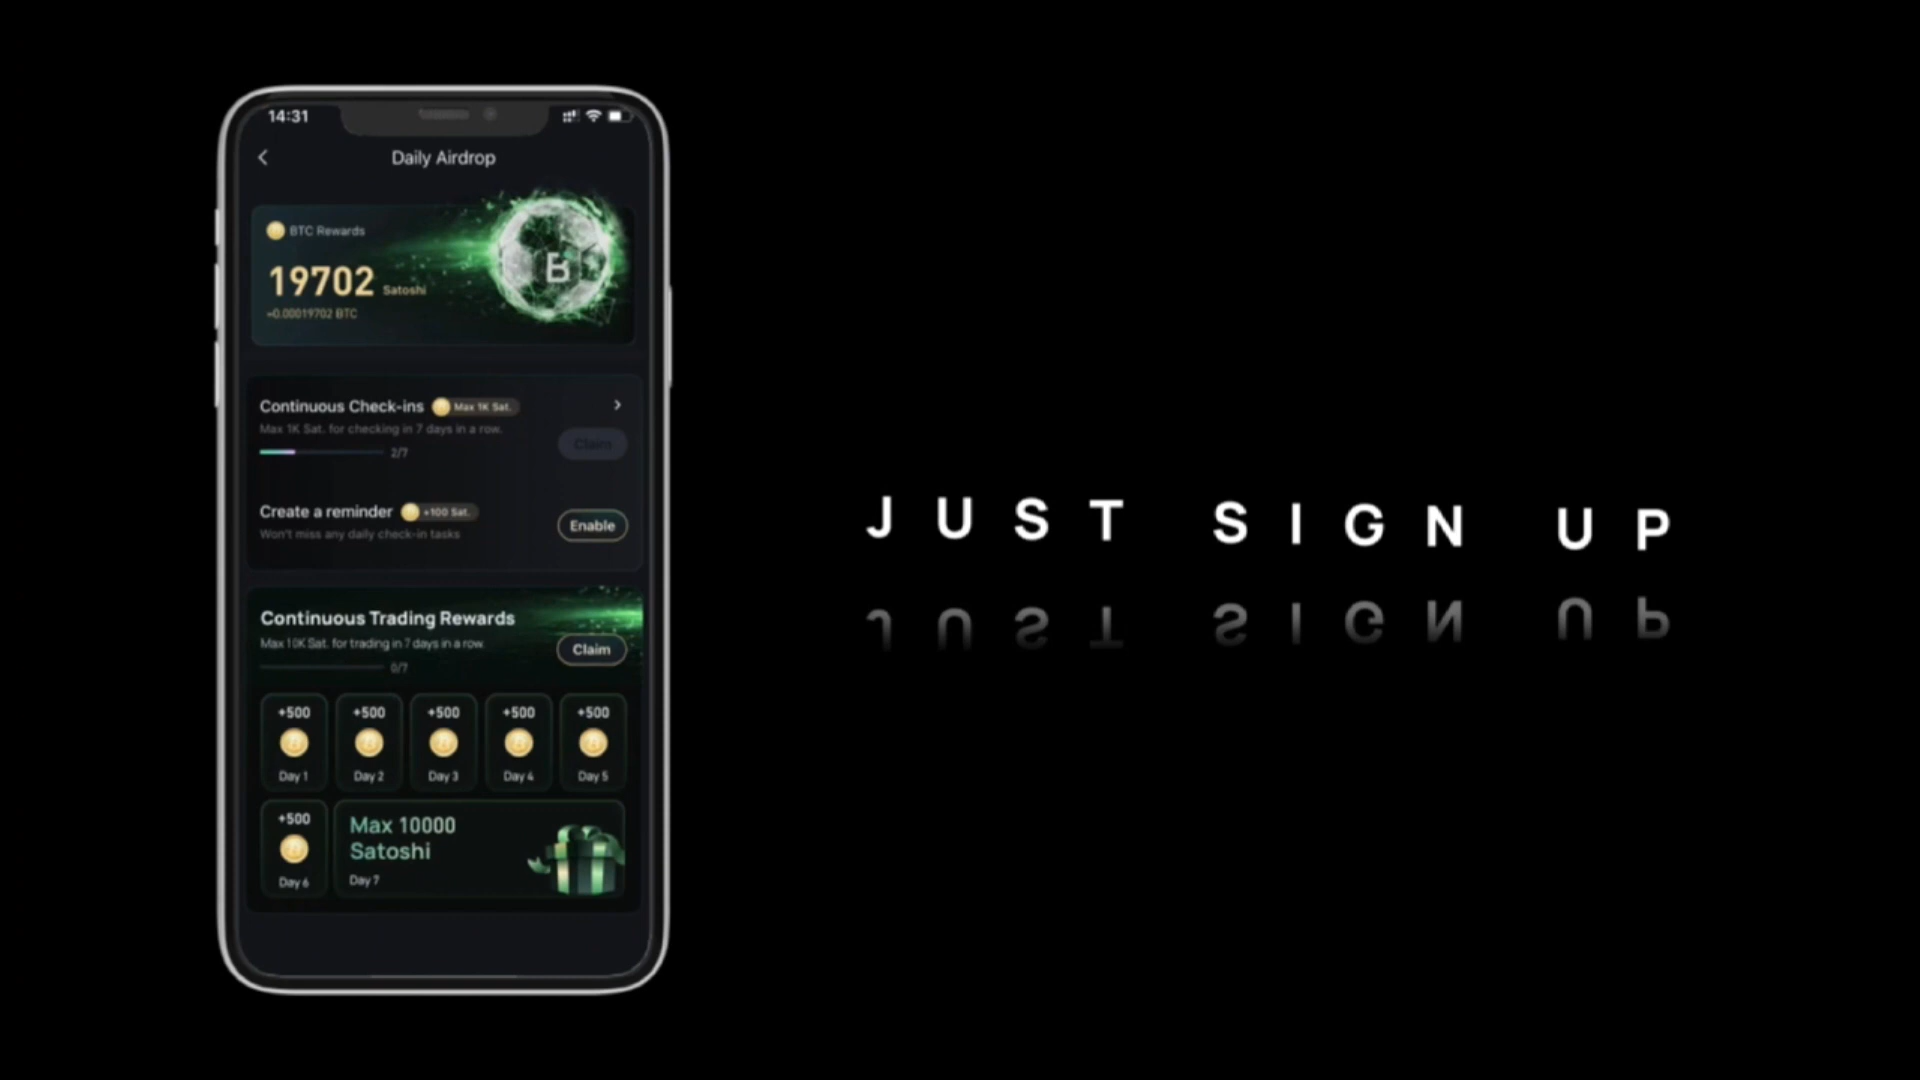 14:31
Daily Airdrop
BTC Rewards
19702 Satoshi
≈0.00019702 BTC
Continuous Check-ins Max 1K Sat.
Max 1K Sat. for checking in 7 days in a row.
Claim
2/7
Create a reminder +100 Sat.
Won't miss any daily check-in tasks
Enable
Continuous Trading Rewards
Max 10K Sat. for trading in 7 days in a row.
Claim
0/7
+500 +500 +500 +500 +500
Day 1 Day 2 Day 3 Day 4 Day 5
+500
Day 6
Max 10000
Satoshi
Day 7
JUST SIGN UP